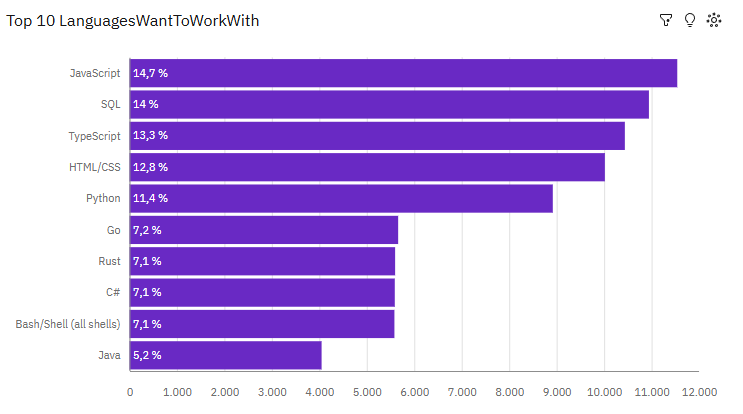 Top 10 LanguagesWantToWorkWith
JavaScript 14,7 %
SQL 14 %
TypeScript 13,3 %
HTML/CSS 12,8 %
Python 11,4 %
Go 7,2 %
Rust 7,1 %
C# 7,1 %
Bash/Shell (all shells) 7,1 %
Java 5,2 %
0 1.000 2.000 3.000 4.000 5.000 6.000 7.000 8.000 9.000 10.000 11.000 12.000